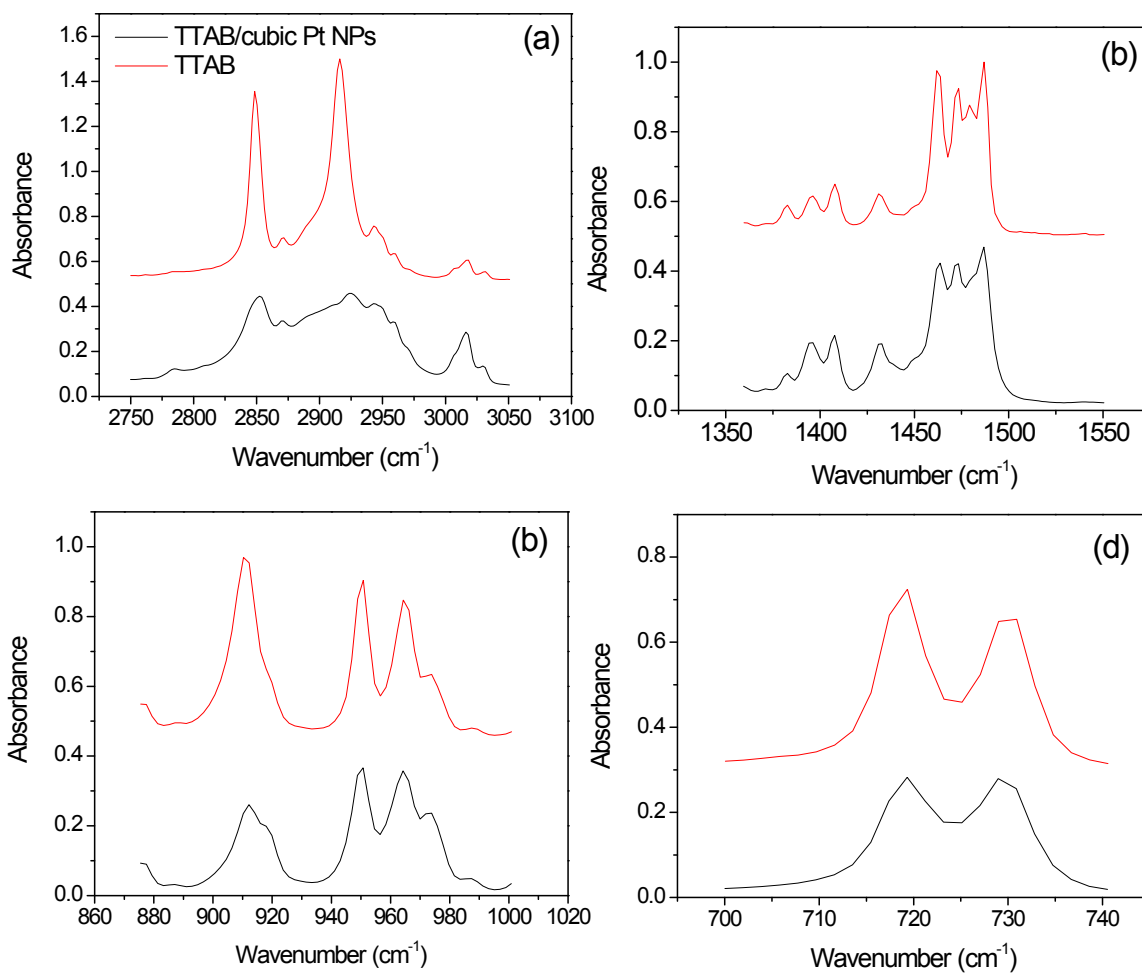 TTAB/cubic Pt NPs
TTAB
(a)
1.6
1.4
1.2
1.0
0.8
0.6
0.4
0.2
0.0
Absorbance
2750 2800 2850 2900 2950 3000 3050 3100
Wavenumber (cm⁻¹)
(b)
1.0
0.8
0.6
0.4
0.2
0.0
Absorbance
1350 1400 1450 1500 1550
Wavenumber (cm⁻¹)
(b)
1.0
0.8
0.6
0.4
0.2
0.0
Absorbance
860 880 900 920 940 960 980 1000 1020
Wavenumber (cm⁻¹)
(d)
0.8
0.6
0.4
0.2
0.0
Absorbance
700 710 720 730 740
Wavenumber (cm⁻¹)